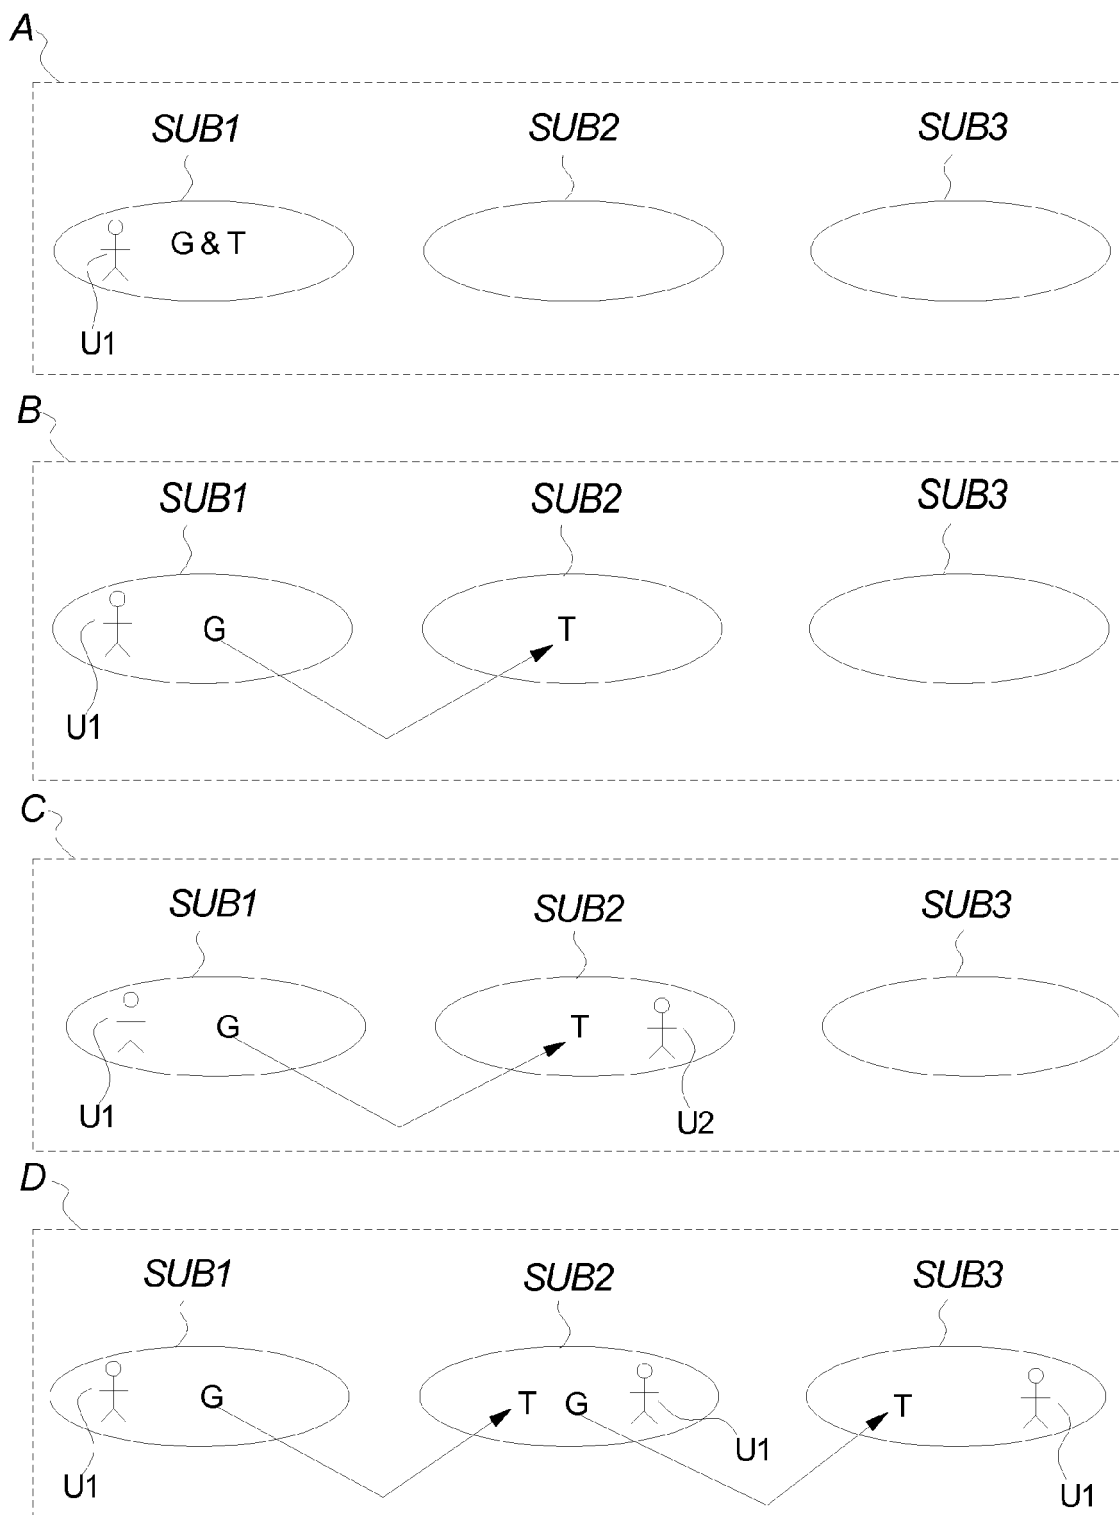 A
SUB1 SUB2 SUB3
G & T
U1
B
SUB1 SUB2 SUB3
G T
U1
C
SUB1 SUB2 SUB3
G T
U1 U2
D
SUB1 SUB2 SUB3
G T G T
U1 U1 U1